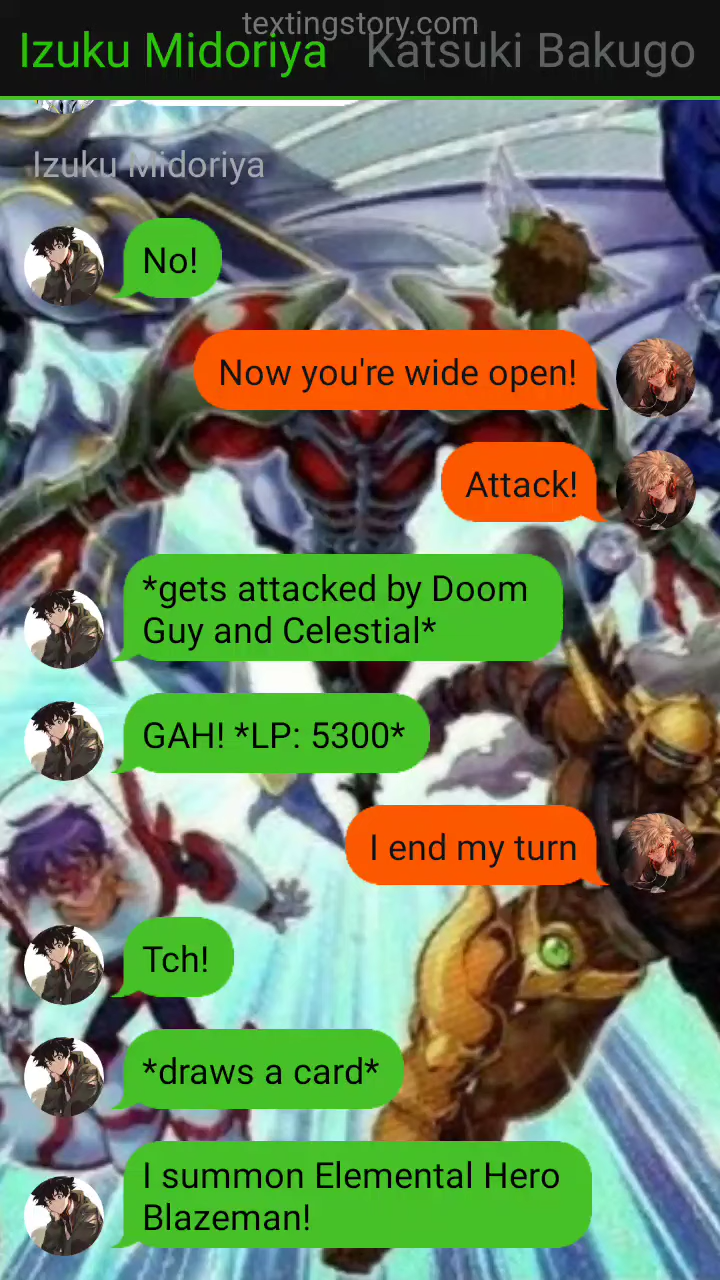 textingstory.com
Izuku Midoriya Katsuki Bakugo
Izuku Midoriya
No!
Now you're wide open!
Attack!
*gets attacked by Doom
Guy and Celestial*
GAH! *LP: 5300*
I end my turn
Tch!
*draws a card*
I summon Elemental Hero
Blazeman!